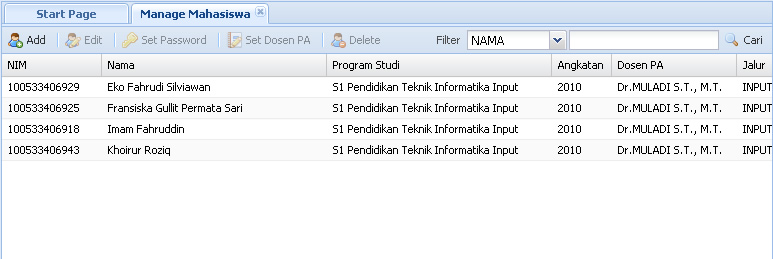 Start Page Manage Mahasiswa
Add Edit Set Password Set Dosen PA Delete Filter NAMA Cari
NIM Nama Program Studi Angkatan Dosen PA Jalur
100533406929 Eko Fahrudi Silviawan S1 Pendidikan Teknik Informatika Input 2010 Dr.MULADI S.T., M.T. INPUT
100533406925 Fransiska Gullit Permata Sari S1 Pendidikan Teknik Informatika Input 2010 Dr.MULADI S.T., M.T. INPUT
100533406918 Imam Fahruddin S1 Pendidikan Teknik Informatika Input 2010 Dr.MULADI S.T., M.T. INPUT
100533406943 Khoirur Roziq S1 Pendidikan Teknik Informatika Input 2010 Dr.MULADI S.T., M.T. INPUT